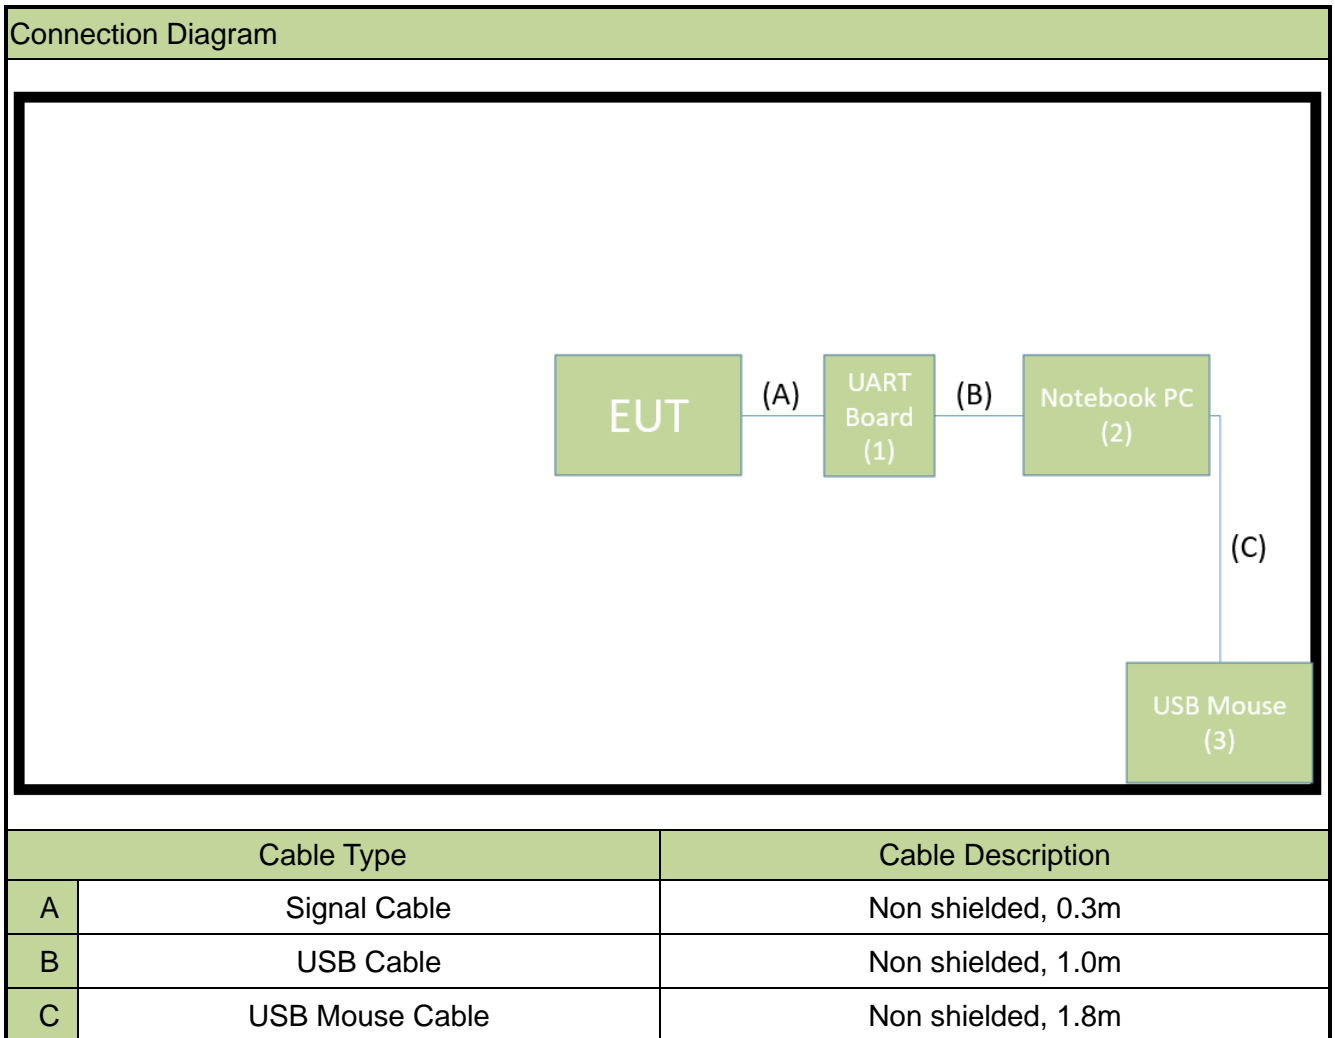 Connection Diagram
EUT
(A)
UART
Board
(1)
(B)
Notebook PC
(2)
(C)
USB Mouse
(3)
Cable Type Cable Description
A Signal Cable Non shielded, 0.3m
B USB Cable Non shielded, 1.0m
C USB Mouse Cable Non shielded, 1.8m